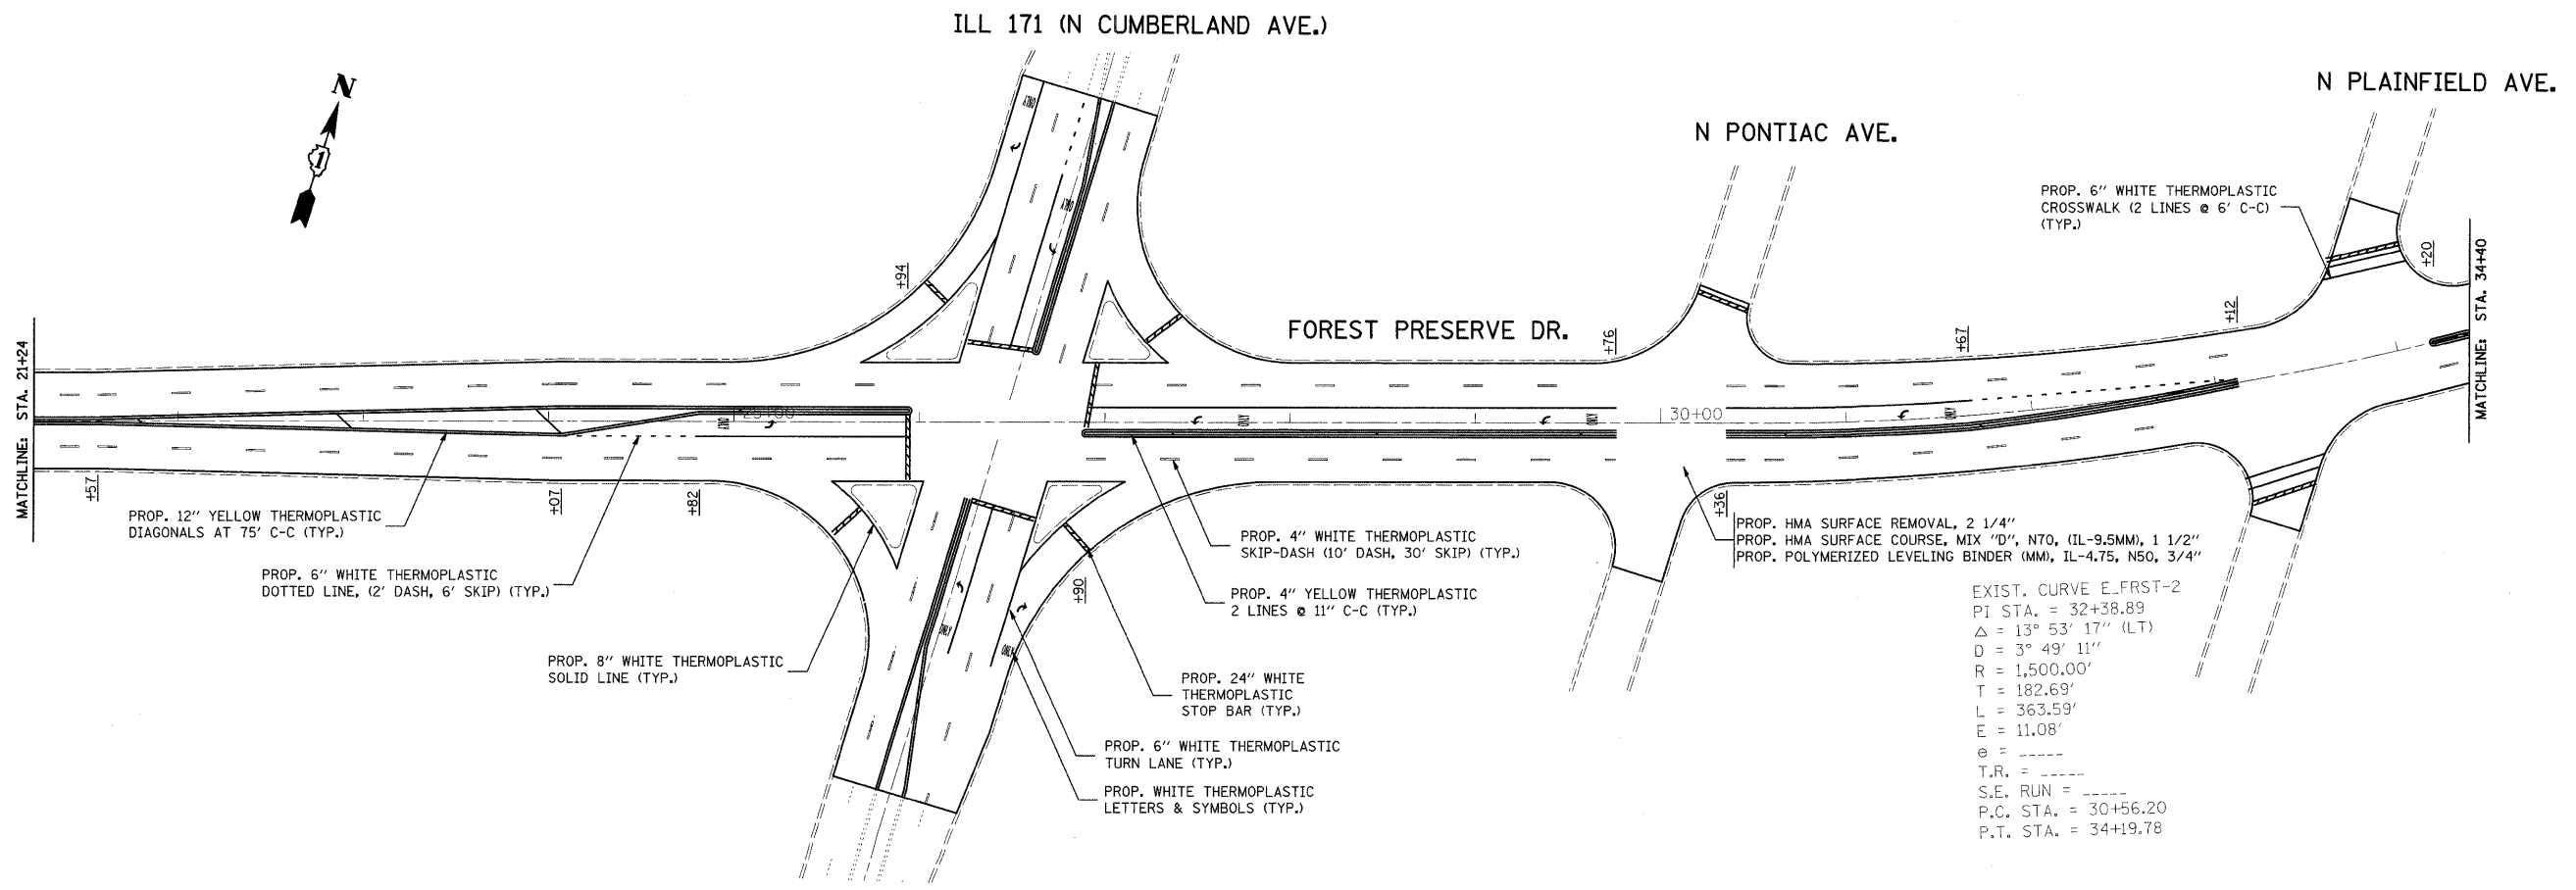 ILL 171 (N CUMBERLAND AVE.)
N PLAINFIELD AVE.
N PONTIAC AVE.
N
1
PROP. 6" WHITE THERMOPLASTIC
CROSSWALK (2 LINES @ 6' C-C)
(TYP.)
MATCHLINE: STA. 21+24
MATCHLINE: STA. 34+40
+94
FOREST PRESERVE DR.
+76
+67
+12
+20
ONLY
ONLY
25+00
ONLY
ONLY
ONLY
30+00
ONLY
ONLY
ONLY
+57
+07
+82
+90
+36
PROP. 12" YELLOW THERMOPLASTIC
DIAGONALS AT 75' C-C (TYP.)
PROP. 6" WHITE THERMOPLASTIC
DOTTED LINE, (2' DASH, 6' SKIP) (TYP.)
PROP. 8" WHITE THERMOPLASTIC
SOLID LINE (TYP.)
PROP. 4" WHITE THERMOPLASTIC
SKIP-DASH (10' DASH, 30' SKIP) (TYP.)
PROP. 4" YELLOW THERMOPLASTIC
2 LINES @ 11" C-C (TYP.)
PROP. 24" WHITE
THERMOPLASTIC
STOP BAR (TYP.)
PROP. 6" WHITE THERMOPLASTIC
TURN LANE (TYP.)
PROP. WHITE THERMOPLASTIC
LETTERS & SYMBOLS (TYP.)
PROP. HMA SURFACE REMOVAL, 2 1/4"
PROP. HMA SURFACE COURSE, MIX "D", N70, (IL-9.5MM), 1 1/2"
PROP. POLYMERIZED LEVELING BINDER (MM), IL-4.75, N50, 3/4"
EXIST. CURVE E_FRST-2
PI STA. = 32+38.89
△ = 13° 53' 17" (LT)
D = 3° 49' 11"
R = 1,500.00'
T = 182.69'
L = 363.59'
E = 11.08'
e = _____
T.R. = _____
S.E. RUN = _____
P.C. STA. = 30+56.20
P.T. STA. = 34+19.78